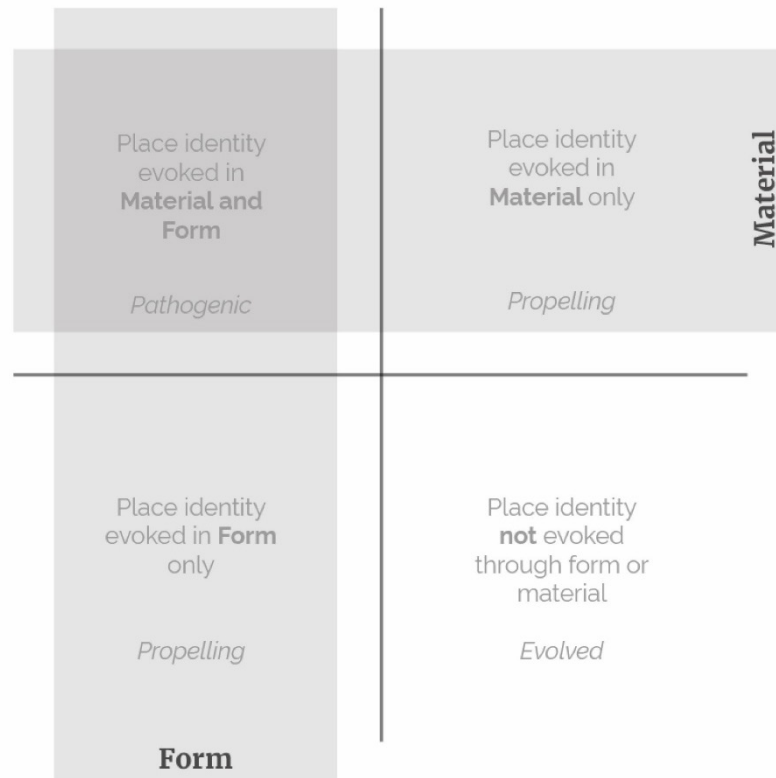 Place identity
evoked in
Material and
Form
Pathogenic
Place identity
evoked in
Material only
Propelling
Material
Place identity
evoked in Form
only
Propelling
Place identity
not evoked
through form or
material
Evolved
Form